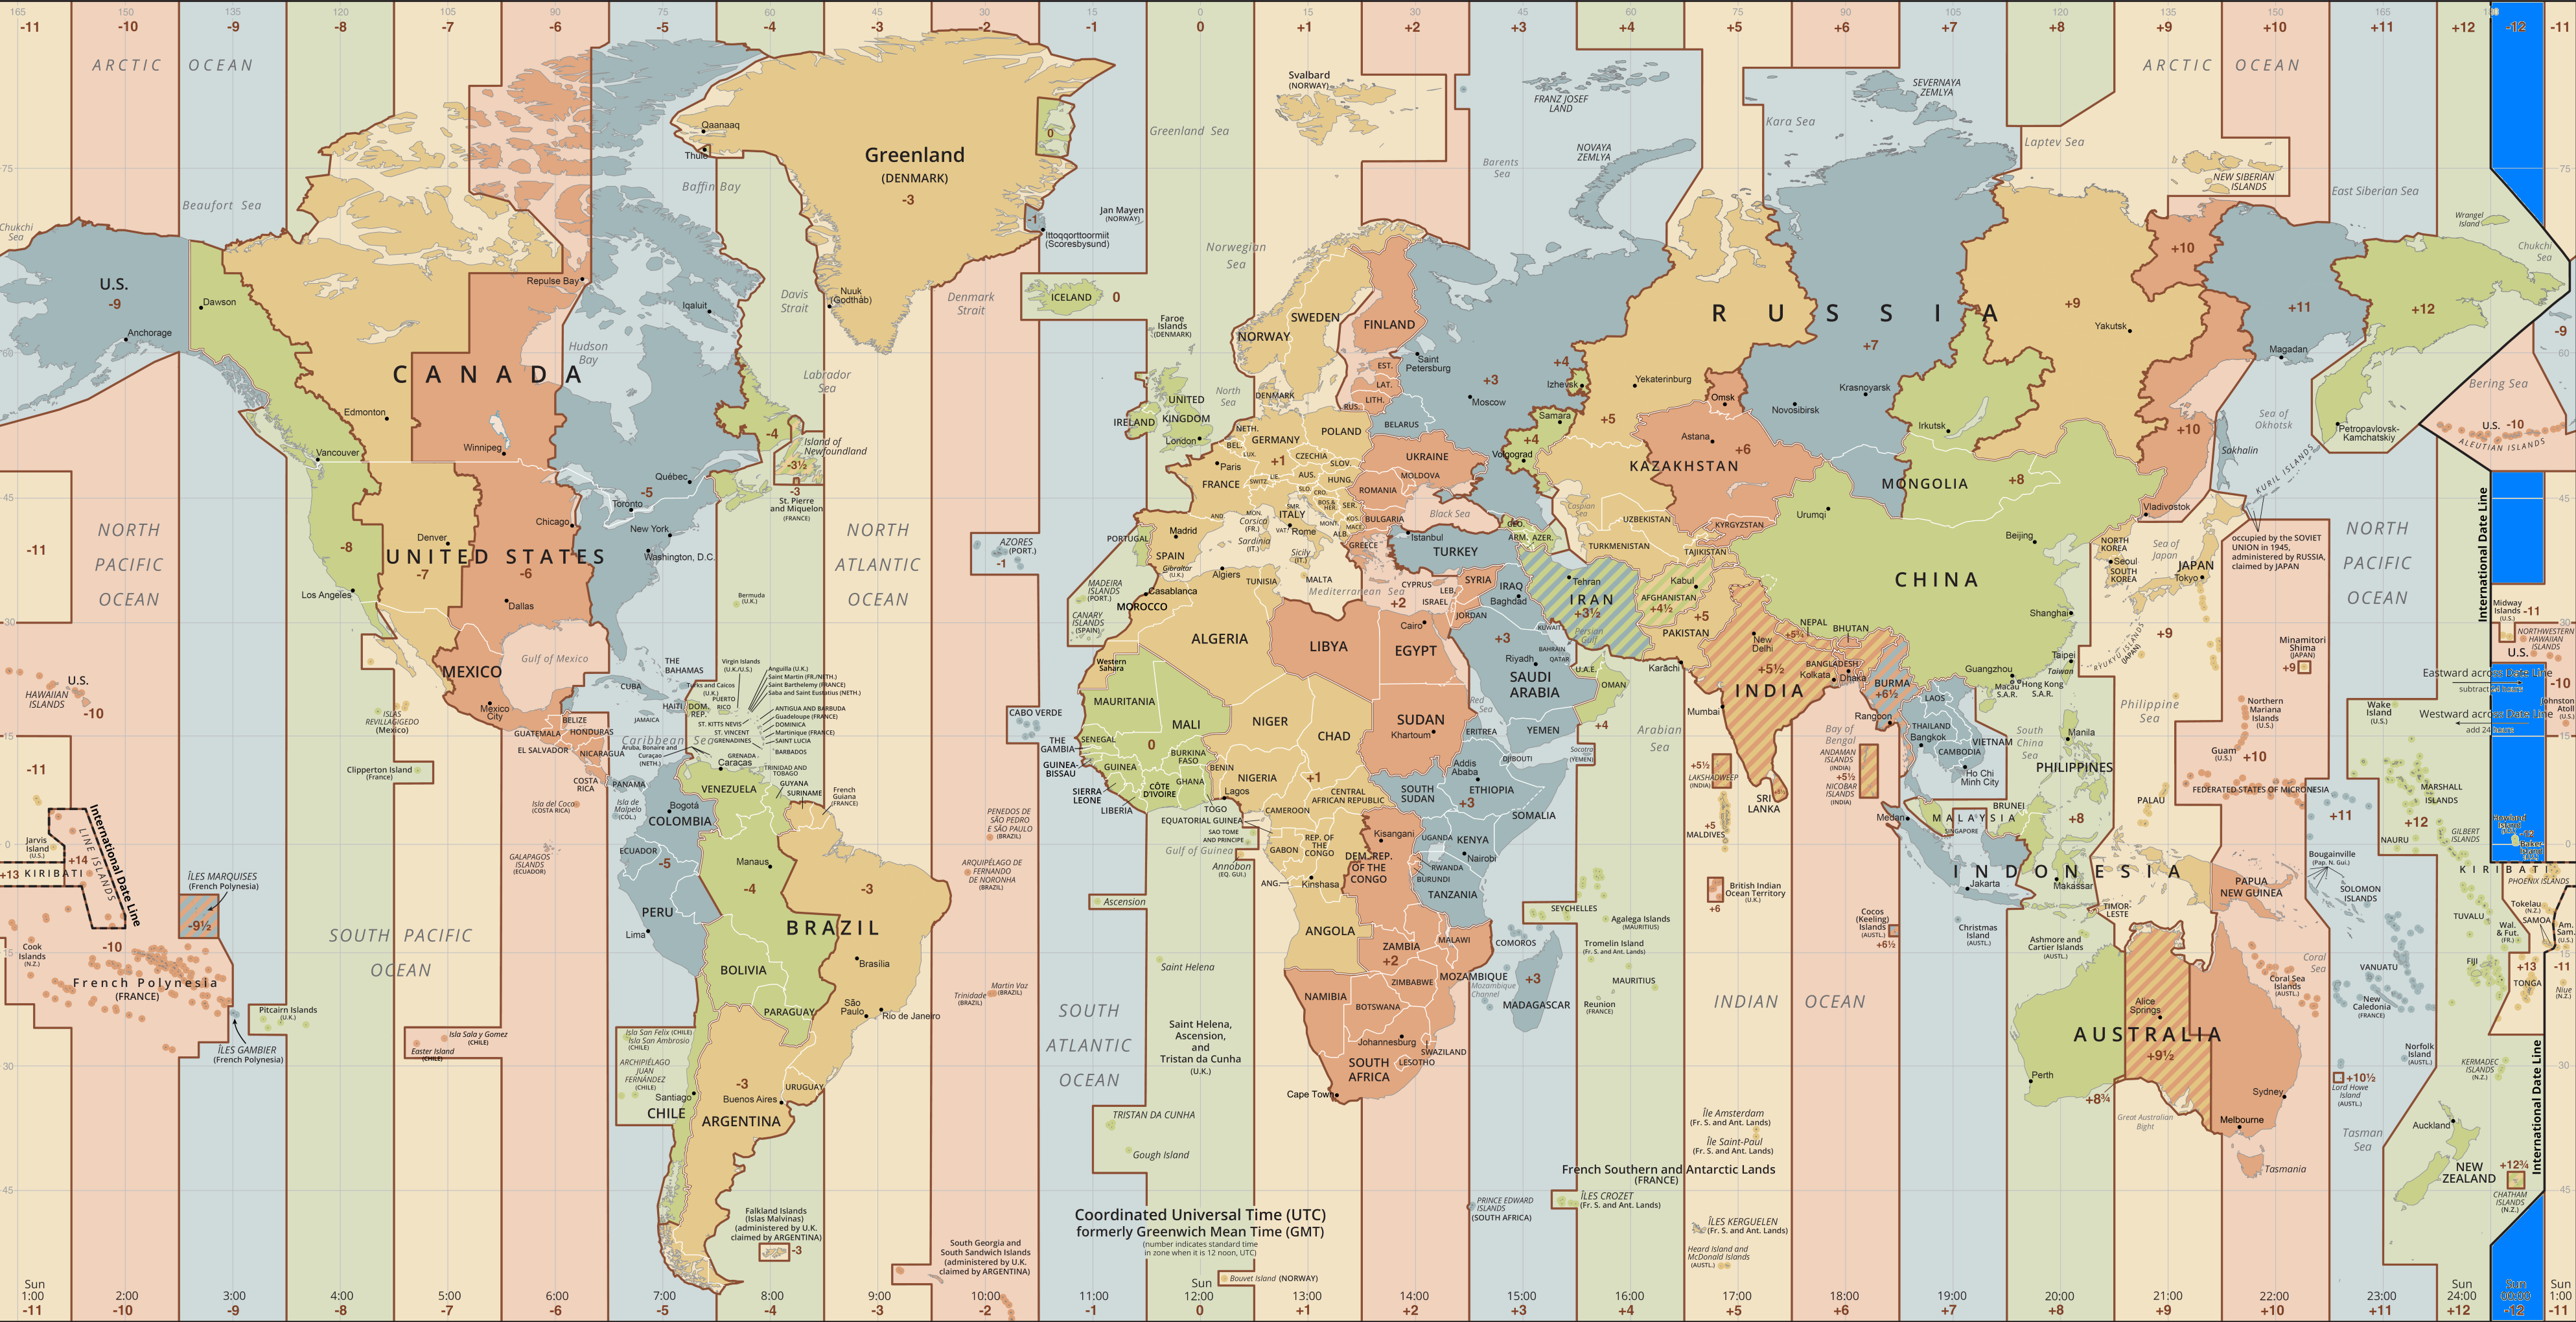 165 150 135 120 105 90 75 60 45 30 15 0 15 30 45 60 75 90 105 120 135 150 165
-11 -10 -9 -8 -7 -6 -5 -4 -3 -2 -1 0 +1 +2 +3 +4 +5 +6 +7 +8 +9 +10 +11 +12 -12 -11
ARCTIC OCEAN
ARCTIC OCEAN
Svalbard
(NORWAY)
FRANZ JOSEF
LAND
SEVERNAYA
ZEMLYA
Kara Sea
Laptev Sea
Qaanaaq
Thule
Greenland
(DENMARK)
-3
0
Greenland Sea
Barents
Sea
NOVAYA
ZEMLYA
NEW SIBERIAN
ISLANDS
East Siberian Sea
75
75
Beaufort Sea
Baffin Bay
Chukchi
Sea
Jan Mayen
(NORWAY)
-1
Ittoqqortoormiit
(Scoresbysund)
Norwegian
Sea
Wrangel
Island
Chukchi
Sea
U.S.
-9
Dawson
Anchorage
Repulse Bay
Iqaluit
Davis
Strait
Nuuk
(Godthåb)
Denmark
Strait
ICELAND 0
Faroe
Islands
(DENMARK)
SWEDEN
NORWAY
FINLAND
RUSSIA
+9
+10
+11
+12
Yakutsk
Magadan
-9
60
60
Hudson
Bay
CANADA
Labrador
Sea
Edmonton
Winnipeg
Vancouver
Québec
-4
-3½
-3
Island of
Newfoundland
St. Pierre
and Miquelon
(FRANCE)
North
Sea
UNITED
KINGDOM
IRELAND
London
DENMARK
EST.
LAT.
LITH.
RUS.
Saint
Petersburg
Moscow
+3
+4
Izhevsk
Samara
+4
Volgograd
Yekaterinburg
+5
Omsk
Novosibirsk
+7
Krasnoyarsk
Irkutsk
+10
Sea of
Okhotsk
Sakhalin
KURIL ISLANDS
Petropavlovsk-
Kamchatskiy
Bering Sea
U.S. -10
ALEUTIAN ISLANDS
NETH.
BEL.
LUX.
GERMANY
POLAND
BELARUS
+1
CZECHIA
SLOV.
AUS.
HUNG.
LIE.
SWITZ.
UKRAINE
MOLDOVA
ROMANIA
BULGARIA
Paris
FRANCE
SLO.
CRO.
BOS.&
HER.
SER.
MONT.
KOS.
MACE.
ALB.
GREECE
ITALY
SMR.
VAT.
Rome
MON.
AND.
Corsica
(FR.)
Sardinia
(IT.)
Sicily
(IT.)
Black Sea
Astana
KAZAKHSTAN
+6
MONGOLIA
+8
Vladivostok
45
45
Toronto
-5
Chicago
New York
Washington, D.C.
Denver
UNITED STATES
-8
-7
-6
Los Angeles
Dallas
NORTH
PACIFIC
OCEAN
-11
NORTH
ATLANTIC
OCEAN
AZORES
(PORT.)
-1
PORTUGAL
Madrid
SPAIN
Gibraltar
(U.K.)
Algiers
TUNISIA
MALTA
Mediterranean Sea
Istanbul
TURKEY
GEO.
ARM.
AZER.
Caspian
Sea
UZBEKISTAN
TURKMENISTAN
KYRGYZSTAN
TAJIKISTAN
Urumqi
Beijing
CHINA
Shanghai
NORTH
KOREA
Seoul
SOUTH
KOREA
Sea of
Japan
JAPAN
Tokyo
occupied by the SOVIET
UNION in 1945,
administered by RUSSIA,
claimed by JAPAN
NORTH
PACIFIC
OCEAN
International Date Line
Bermuda
(U.K.)
MADEIRA
ISLANDS
(PORT.)
CANARY
ISLANDS
(SPAIN)
Casablanca
MOROCCO
CYPRUS
SYRIA
LEB.
ISRAEL
JORDAN
IRAQ
Baghdad
+2
Tehran
IRAN
+3½
Kabul
AFGHANISTAN
+4½
+5
PAKISTAN
KUWAIT
Persian
Gulf
BAHRAIN
QATAR
U.A.E.
Midway
Islands -11
(U.S.)
NORTHWESTERN
HAWAIIAN
ISLANDS
U.S.
-10
30
30
Gulf of Mexico
MEXICO
Mexico
City
THE
BAHAMAS
CUBA
Virgin Islands
(U.K./U.S.)
Anguilla (U.K.)
Saint Martin (FR./NETH.)
Saint Barthelemy (FRANCE)
Saba and Saint Eustatius (NETH.)
Turks and Caicos
(U.K.)
PUERTO
RICO
HAITI
DOM.
REP.
JAMAICA
ANTIGUA AND BARBUDA
Guadeloupe (FRANCE)
DOMINICA
Martinique (FRANCE)
SAINT LUCIA
BARBADOS
ST. KITTS NEVIS
ST. VINCENT
GRENADINES
GRENADA
TRINIDAD AND
TOBAGO
Caribbean Sea
Aruba, Bonaire and
Curaçao
(NETH.)
U.S.
HAWAIIAN
ISLANDS
-10
ISLAS
REVILLAGIGEDO
(Mexico)
Clipperton Island
(France)
BELIZE
GUATEMALA
HONDURAS
EL SALVADOR
NICARAGUA
COSTA
RICA
PANAMA
Isla del Coco
(COSTA RICA)
Isla de
Malpelo
(COL.)
Caracas
VENEZUELA
GUYANA
SURINAME
French
Guiana
(FRANCE)
Bogotá
COLOMBIA
ECUADOR
-5
GALAPAGOS
ISLANDS
(ECUADOR)
Western
Sahara
ALGERIA
LIBYA
Cairo
EGYPT
+3
Riyadh
SAUDI
ARABIA
OMAN
Red
Sea
YEMEN
+4
Socotra
(YEMEN)
Arabian
Sea
Karāchi
New
Delhi
NEPAL
+5¾
BHUTAN
BANGLADESH
Dhaka
Kolkata
+5½
INDIA
Mumbai
BURMA
+6½
Rangoon
Bay of
Bengal
ANDAMAN
ISLANDS
(INDIA)
+5½
NICOBAR
ISLANDS
(INDIA)
+5½
LAKSHADWEEP
(INDIA)
SRI
LANKA
+5
MALDIVES
LAOS
THAILAND
Bangkok
VIETNAM
CAMBODIA
Ho Chi
Minh City
Guangzhou
Macau
S.A.R.
Hong Kong
S.A.R.
Taipei
Taiwan
RYUKYU ISLANDS
(JAPAN)
+9
South
China
Sea
Manila
PHILIPPINES
Philippine
Sea
Minamitori
Shima
(JAPAN)
+9
Northern
Mariana
Islands
(U.S.)
Guam
(U.S.)
+10
PALAU
FEDERATED STATES OF MICRONESIA
Wake
Island
(U.S.)
MARSHALL
ISLANDS
+11
+12
NAURU
GILBERT
ISLANDS
Eastward across Date Line
subtract 24 hours
Westward across Date Line
add 24 hours
Johnston
Atoll
(U.S.)
Howland
Island
-12
Baker
CABO VERDE
MAURITANIA
MALI
0
NIGER
CHAD
SUDAN
Khartoum
ERITREA
DJIBOUTI
SENEGAL
THE
GAMBIA
GUINEA-
BISSAU
GUINEA
SIERRA
LEONE
LIBERIA
CÔTE
D'IVOIRE
BURKINA
FASO
GHANA
BENIN
TOGO
NIGERIA
Lagos
+1
CAMEROON
CENTRAL
AFRICAN REPUBLIC
SOUTH
SUDAN
Addis
Ababa
ETHIOPIA
+3
SOMALIA
15
15
EQUATORIAL GUINEA
SAO TOME
AND PRINCIPE
Gulf of Guinea
Annobon
(EQ. GUI.)
GABON
REP. OF
THE
CONGO
Kisangani
DEM. REP.
OF THE
CONGO
Kinshasa
ANG.
UGANDA
KENYA
Nairobi
RWANDA
BURUNDI
TANZANIA
Medan
MALAYSIA
SINGAPORE
BRUNEI
+8
INDONESIA
Jakarta
Makassar
PAPUA
NEW GUINEA
Bougainville
(Pap. N. Gui.)
SOLOMON
ISLANDS
KIRIBATI
PHOENIX ISLANDS
0
0
-11
Jarvis
Island
(U.S.)
+14
LINE ISLANDS
International Date Line
+13 KIRIBATI
ÎLES MARQUISES
(French Polynesia)
-9½
-10
Cook
Islands
(N.Z.)
French Polynesia
(FRANCE)
ÎLES GAMBIER
(French Polynesia)
Pitcairn Islands
(U.K.)
SOUTH PACIFIC
OCEAN
Isla Sala y Gomez
(CHILE)
Easter Island
(CHILE)
PERU
Lima
Manaus
-4
-3
BRAZIL
BOLIVIA
Brasília
São
Paulo
Rio de Janeiro
PARAGUAY
PENEDOS DE
SÃO PEDRO
E SÃO PAULO
(BRAZIL)
ARQUIPÉLAGO DE
FERNANDO
DE NORONHA
(BRAZIL)
Martin Vaz
(BRAZIL)
Trinidade
(BRAZIL)
Ascension
Saint Helena
SOUTH
ATLANTIC
OCEAN
Saint Helena,
Ascension,
and
Tristan da Cunha
(U.K.)
ANGOLA
ZAMBIA
+2
MALAWI
MOZAMBIQUE
Mozambique
Channel
ZIMBABWE
NAMIBIA
BOTSWANA
Johannesburg
SWAZILAND
LESOTHO
SOUTH
AFRICA
Cape Town
COMOROS
+3
MADAGASCAR
SEYCHELLES
Agalega Islands
(MAURITIUS)
Tromelin Island
(Fr. S. and Ant. Lands)
MAURITIUS
Reunion
(FRANCE)
British Indian
Ocean Territory
(U.K.)
+6
INDIAN OCEAN
Cocos
(Keeling)
Islands
(AUSTL.)
+6½
Christmas
Island
(AUSTL.)
TIMOR-
LESTE
Ashmore and
Cartier Islands
(AUSTL.)
Alice
Springs
AUSTRALIA
+9½
Perth
+8¾
Great Australian
Bight
Sydney
Melbourne
Tasmania
Coral
Sea
Coral Sea
Islands
(AUSTL.)
VANUATU
New
Caledonia
(FRANCE)
Norfolk
Island
(AUSTL.)
+10½
Lord Howe
Island
(AUSTL.)
Tasman
Sea
TUVALU
Tokelau
(N.Z.)
SAMOA
Wal.
& Fut.
(FR.)
Am.
Sam.
(U.S.)
FIJI
+13
TONGA
-11
Niue
(N.Z.)
KERMADEC
ISLANDS
(N.Z.)
International Date Line
Auckland
NEW
ZEALAND
+12¾
CHATHAM
ISLANDS
(N.Z.)
15
15
30
30
Isla San Felix (CHILE)
Isla San Ambrosio
(CHILE)
ARCHIPIÉLAGO
JUAN
FERNÁNDEZ
(CHILE)
Santiago
CHILE
-3
URUGUAY
Buenos Aires
ARGENTINA
TRISTAN DA CUNHA
Gough Island
Île Amsterdam
(Fr. S. and Ant. Lands)
Île Saint-Paul
(Fr. S. and Ant. Lands)
French Southern and Antarctic Lands
(FRANCE)
45
45
PRINCE EDWARD
ISLANDS
(SOUTH AFRICA)
ÎLES CROZET
(Fr. S. and Ant. Lands)
ÎLES KERGUELEN
(Fr. S. and Ant. Lands)
Heard Island and
McDonald Islands
(AUSTL.)
Falkland Islands
(Islas Malvinas)
(administered by U.K.
claimed by ARGENTINA)
-3
South Georgia and
South Sandwich Islands
(administered by U.K.
claimed by ARGENTINA)
Coordinated Universal Time (UTC)
formerly Greenwich Mean Time (GMT)
(number indicates standard time
in zone when it is 12 noon, UTC)
Bouvet Island (NORWAY)
Sun Sun Sun Sun Sun
1:00 2:00 3:00 4:00 5:00 6:00 7:00 8:00 9:00 10:00 11:00 12:00 13:00 14:00 15:00 16:00 17:00 18:00 19:00 20:00 21:00 22:00 23:00 24:00 00:00 1:00
-11 -10 -9 -8 -7 -6 -5 -4 -3 -2 -1 0 +1 +2 +3 +4 +5 +6 +7 +8 +9 +10 +11 +12 -12 -11